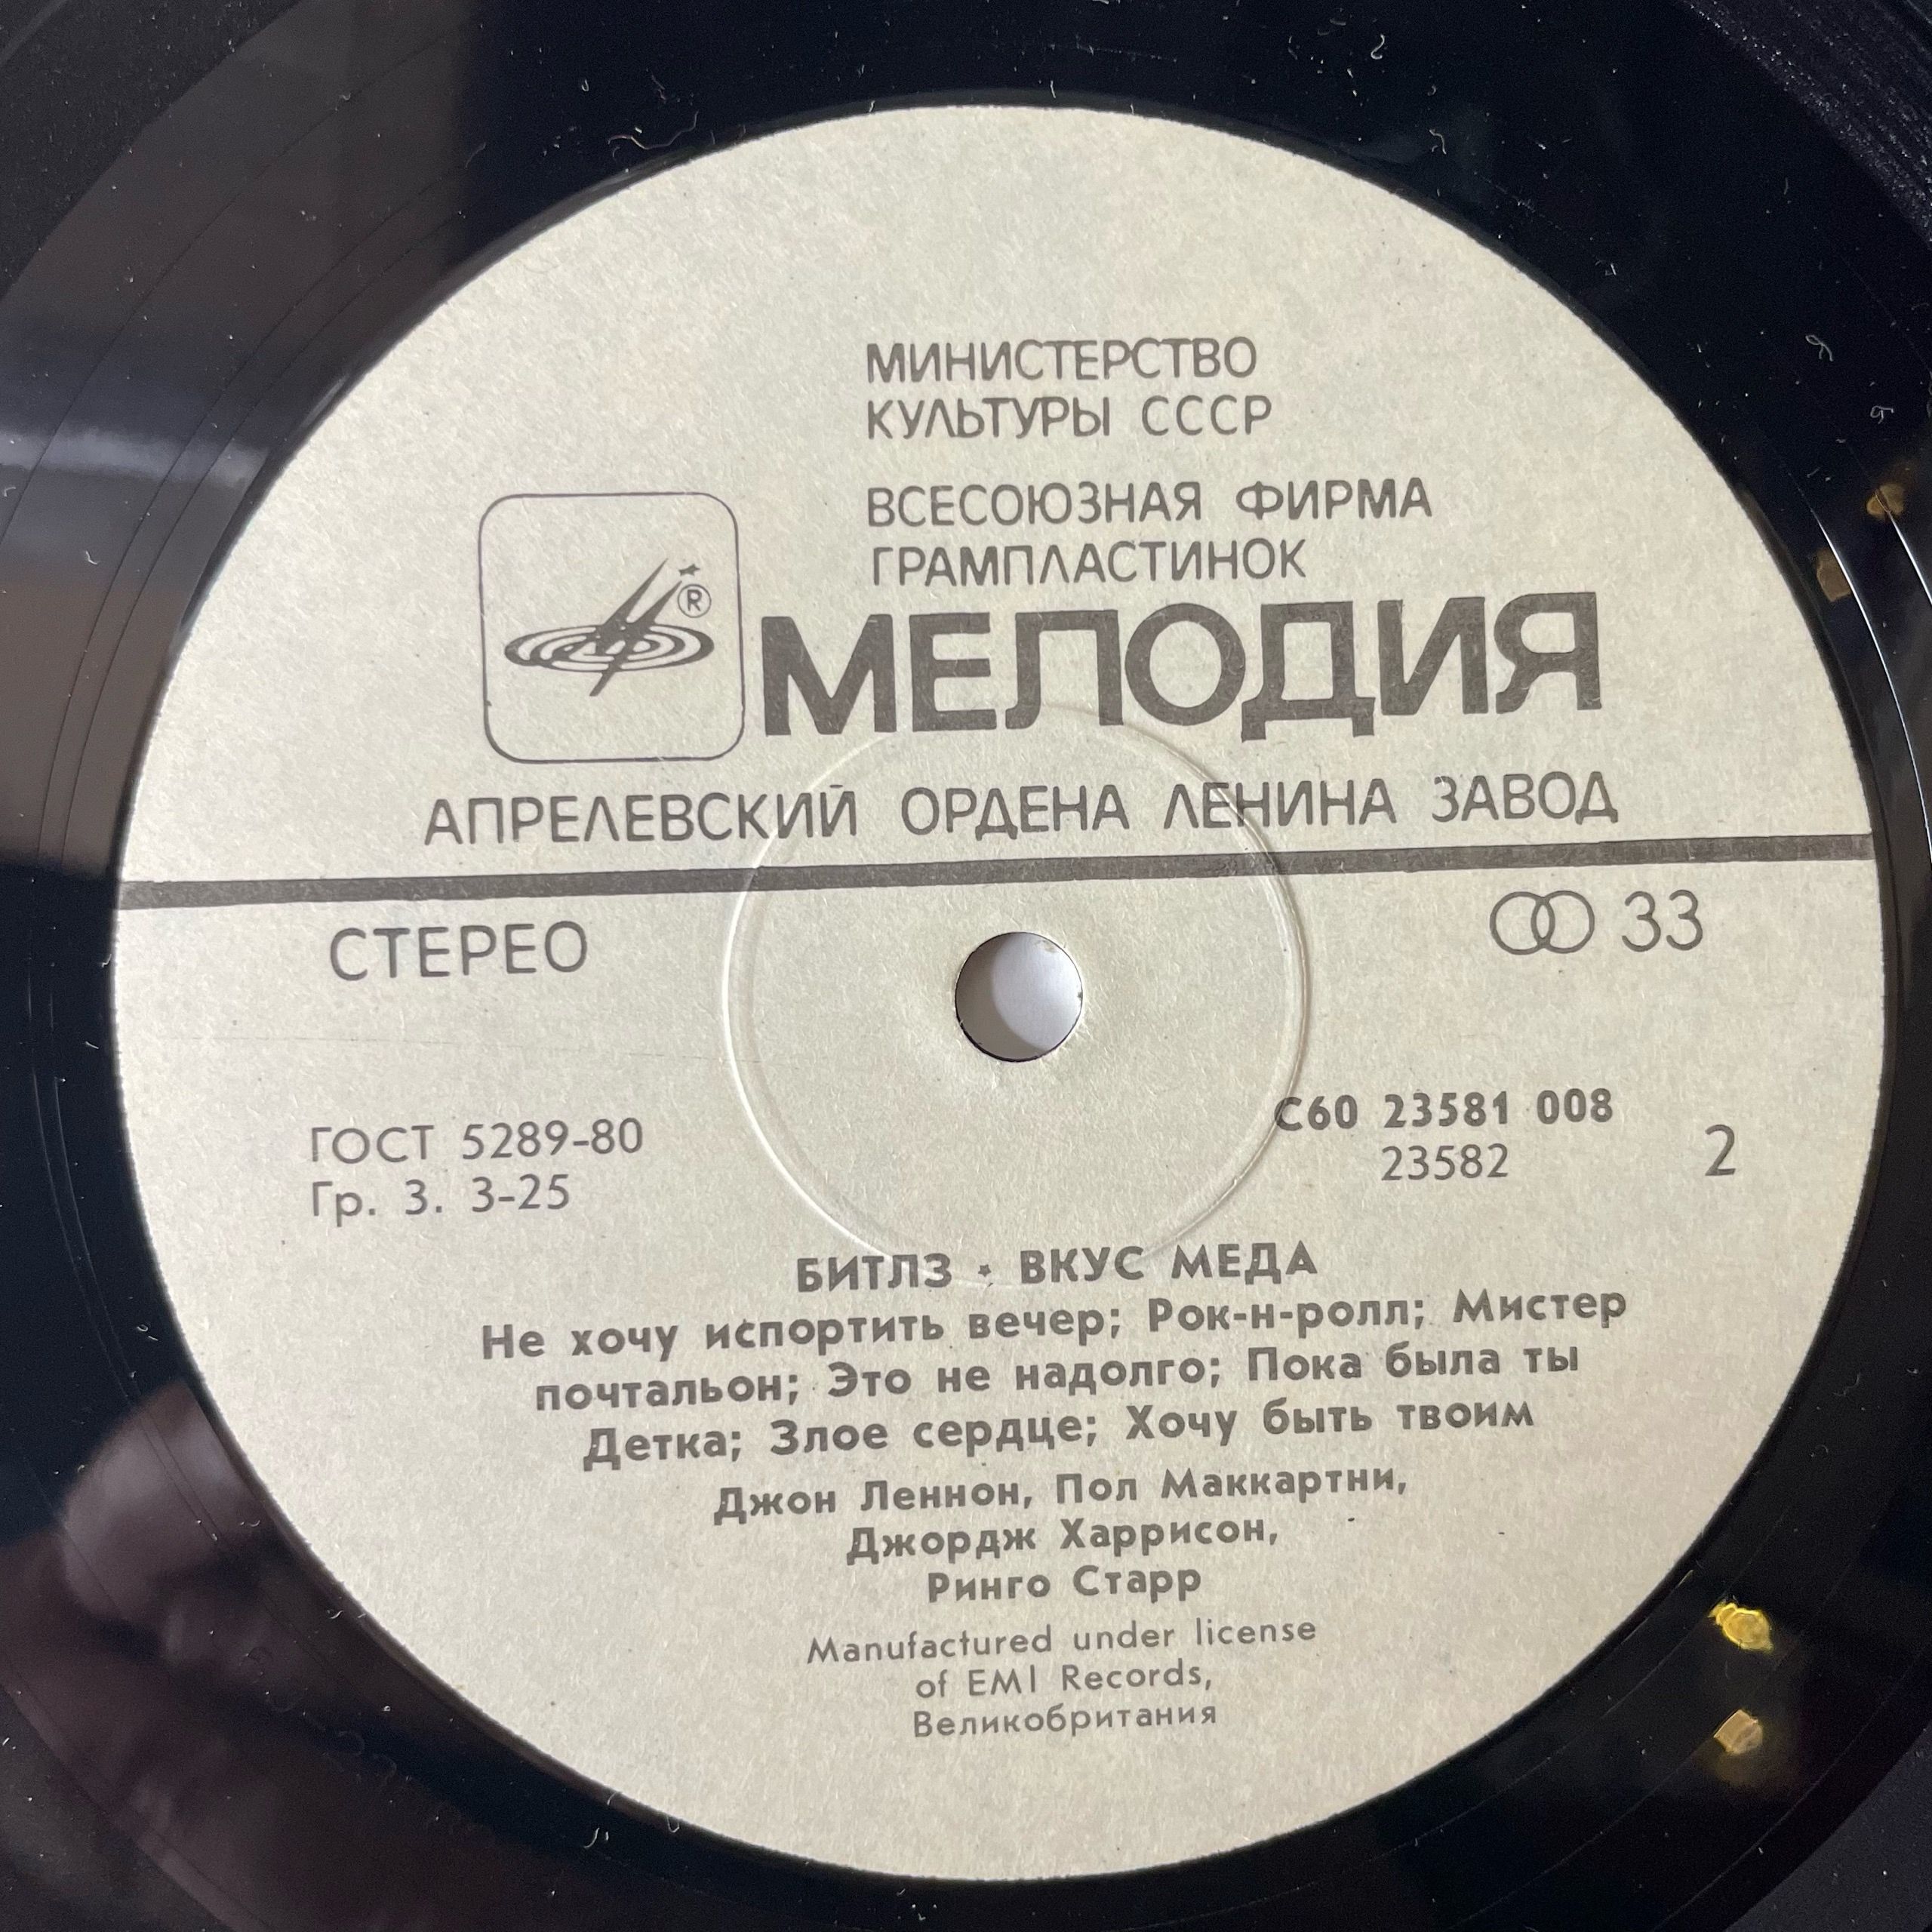 МИНИСТЕРСТВО
КУЛЬТУРЫ СССР
ВСЕСОЮЗНАЯ ФИРМА
ГРАМПЛАСТИНОК
®
МЕЛОДИЯ
АПРЕЛЕВСКИЙ ОРДЕНА ЛЕНИНА ЗАВОД
СТЕРЕО
33
ГОСТ 5289-80
Гр. 3. 3-25
С60 23581 008
23582
2
БИТЛЗ · ВКУС МЕДА
Не хочу испортить вечер; Рок-н-ролл; Мистер
почтальон; Это не надолго; Пока была ты
Детка; Злое сердце; Хочу быть твоим
Джон Леннон, Пол Маккартни,
Джордж Харрисон,
Ринго Старр
Manufactured under license
of EMI Records,
Великобритания